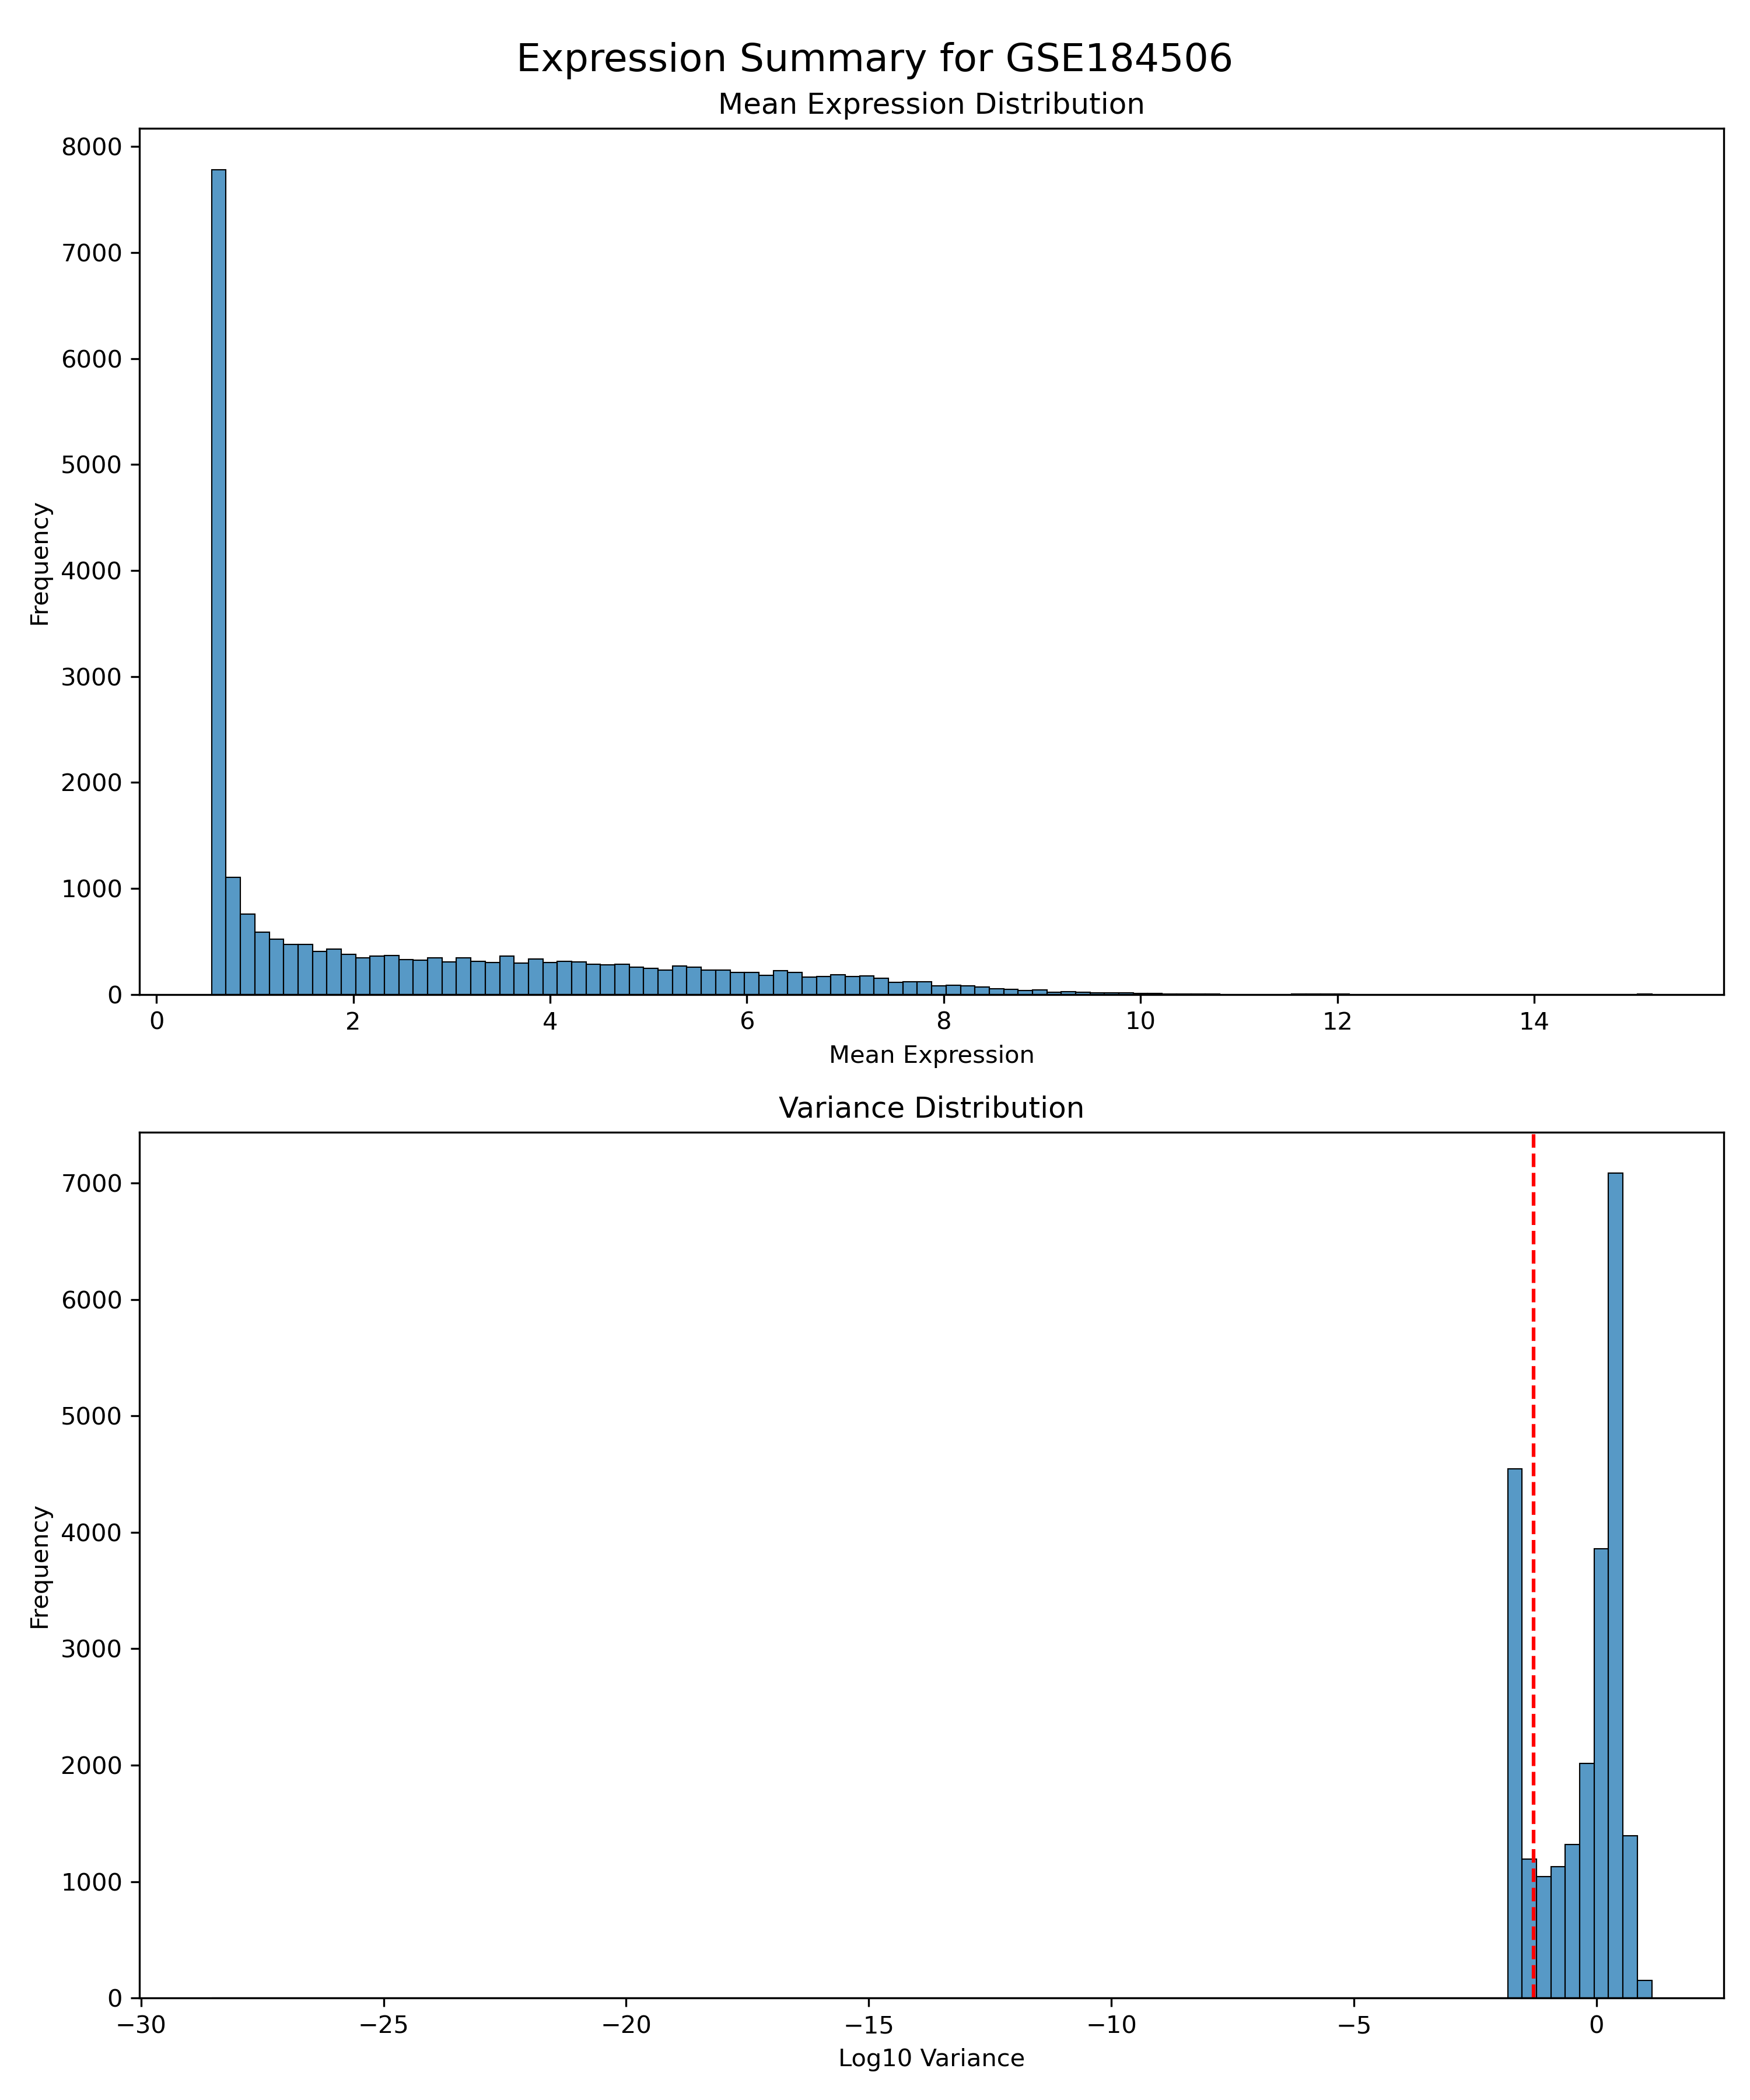 Expression Summary for GSE184506
Mean Expression Distribution
8000
7000
6000
5000
4000
3000
2000
1000
0
Frequency
0 2 4 6 8 10 12 14
Mean Expression
Variance Distribution
7000
6000
5000
4000
3000
2000
1000
0
Frequency
−30 −25 −20 −15 −10 −5 0
Log10 Variance